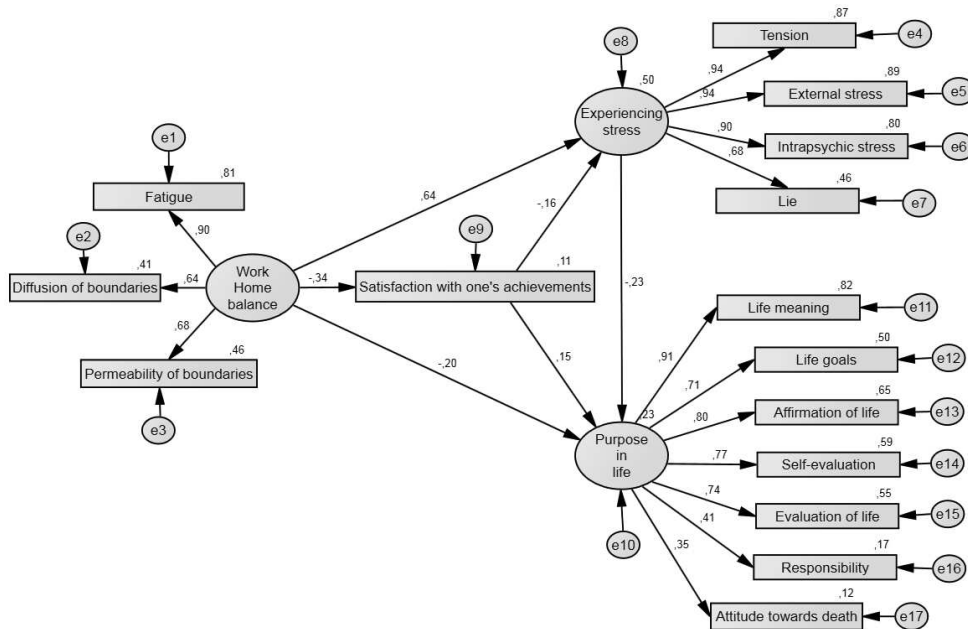 ,87
e8
Tension
e4
,50
,94
,89
Experiencing
stress
,94
External stress
e5
e1
,90
,80
Intrapsychic stress
e6
,81
,68
Fatigue
,64
,46
Lie
e7
e2
,90
-,16
e9
,41
Work
Home
balance
,11
Diffusion of boundaries
,64
-,34
Satisfaction with one's achievements
-,23
,68
,82
Life meaning
e11
,46
-,20
,15
,91
,50
Permeability of boundaries
Life goals
e12
,71
,65
e3
,23
,80
Affirmation of life
e13
Purpose
in
life
,59
,77
Self-evaluation
e14
,74
,55
Evaluation of life
e15
,41
e10
,35
,17
Responsibility
e16
,12
Attitude towards death
e17